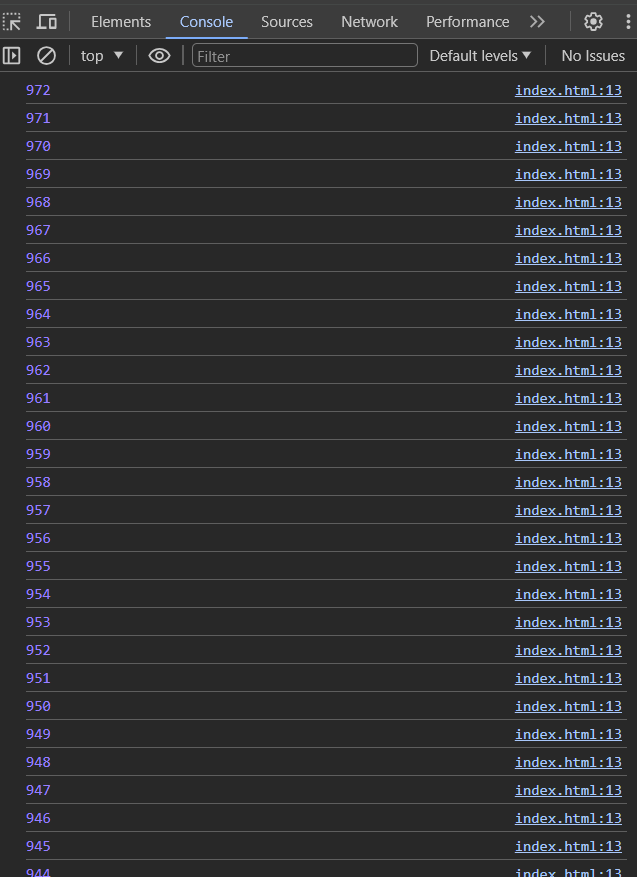 Elements Console Sources Network Performance
top Filter Default levels No Issues
972 index.html:13
971 index.html:13
970 index.html:13
969 index.html:13
968 index.html:13
967 index.html:13
966 index.html:13
965 index.html:13
964 index.html:13
963 index.html:13
962 index.html:13
961 index.html:13
960 index.html:13
959 index.html:13
958 index.html:13
957 index.html:13
956 index.html:13
955 index.html:13
954 index.html:13
953 index.html:13
952 index.html:13
951 index.html:13
950 index.html:13
949 index.html:13
948 index.html:13
947 index.html:13
946 index.html:13
945 index.html:13
944 index.html:13